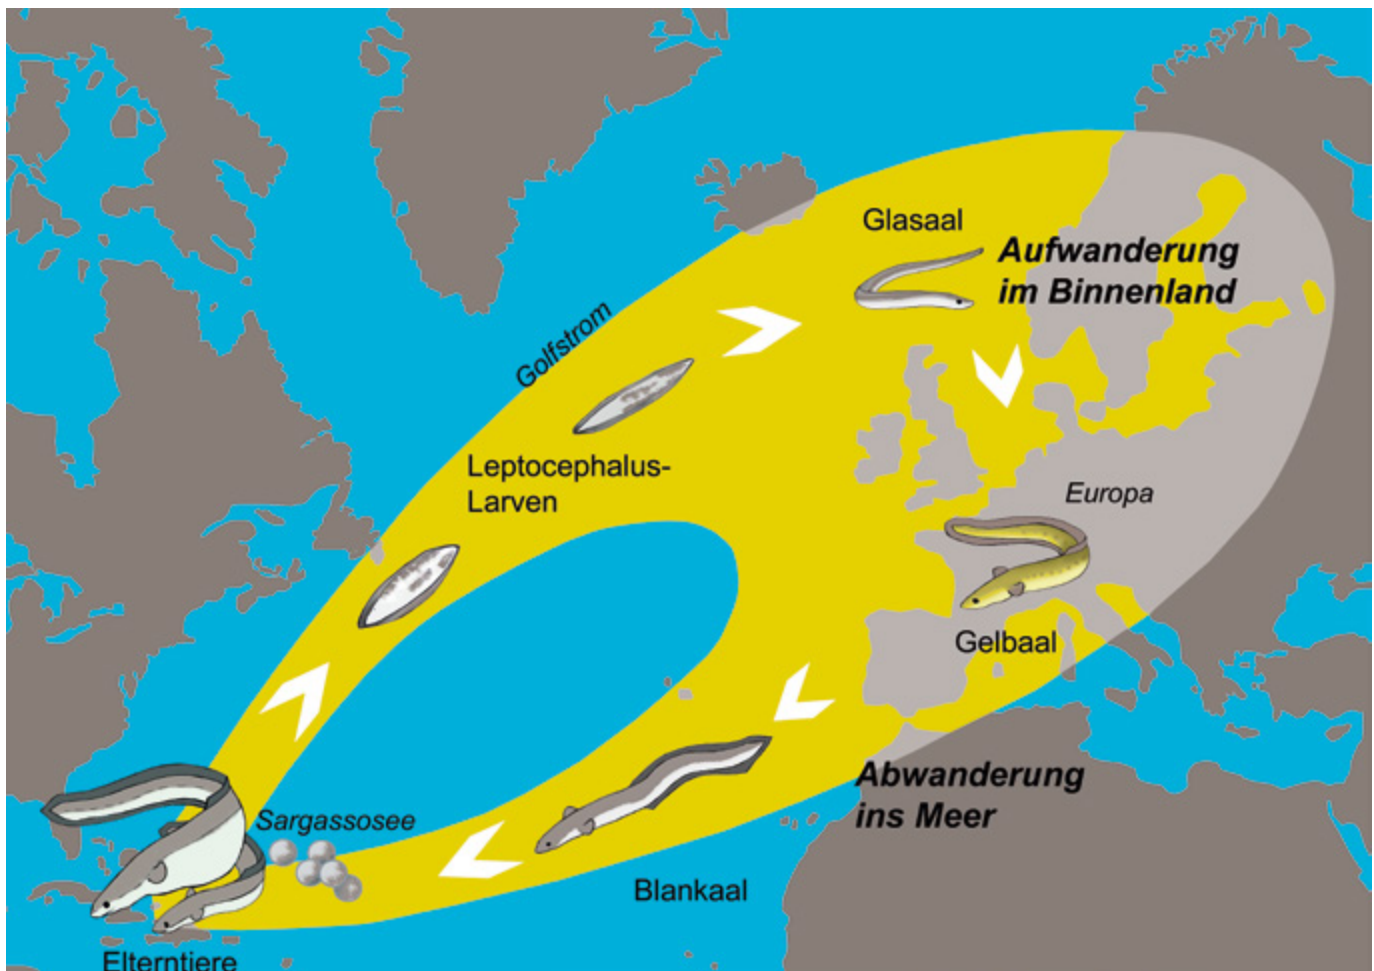 Glasaal
Aufwanderung
im Binnenland
Golfstrom
Leptocephalus-
Larven
Europa
Gelbaal
Abwanderung
ins Meer
Sargassosee
Blankaal
Elterntiere